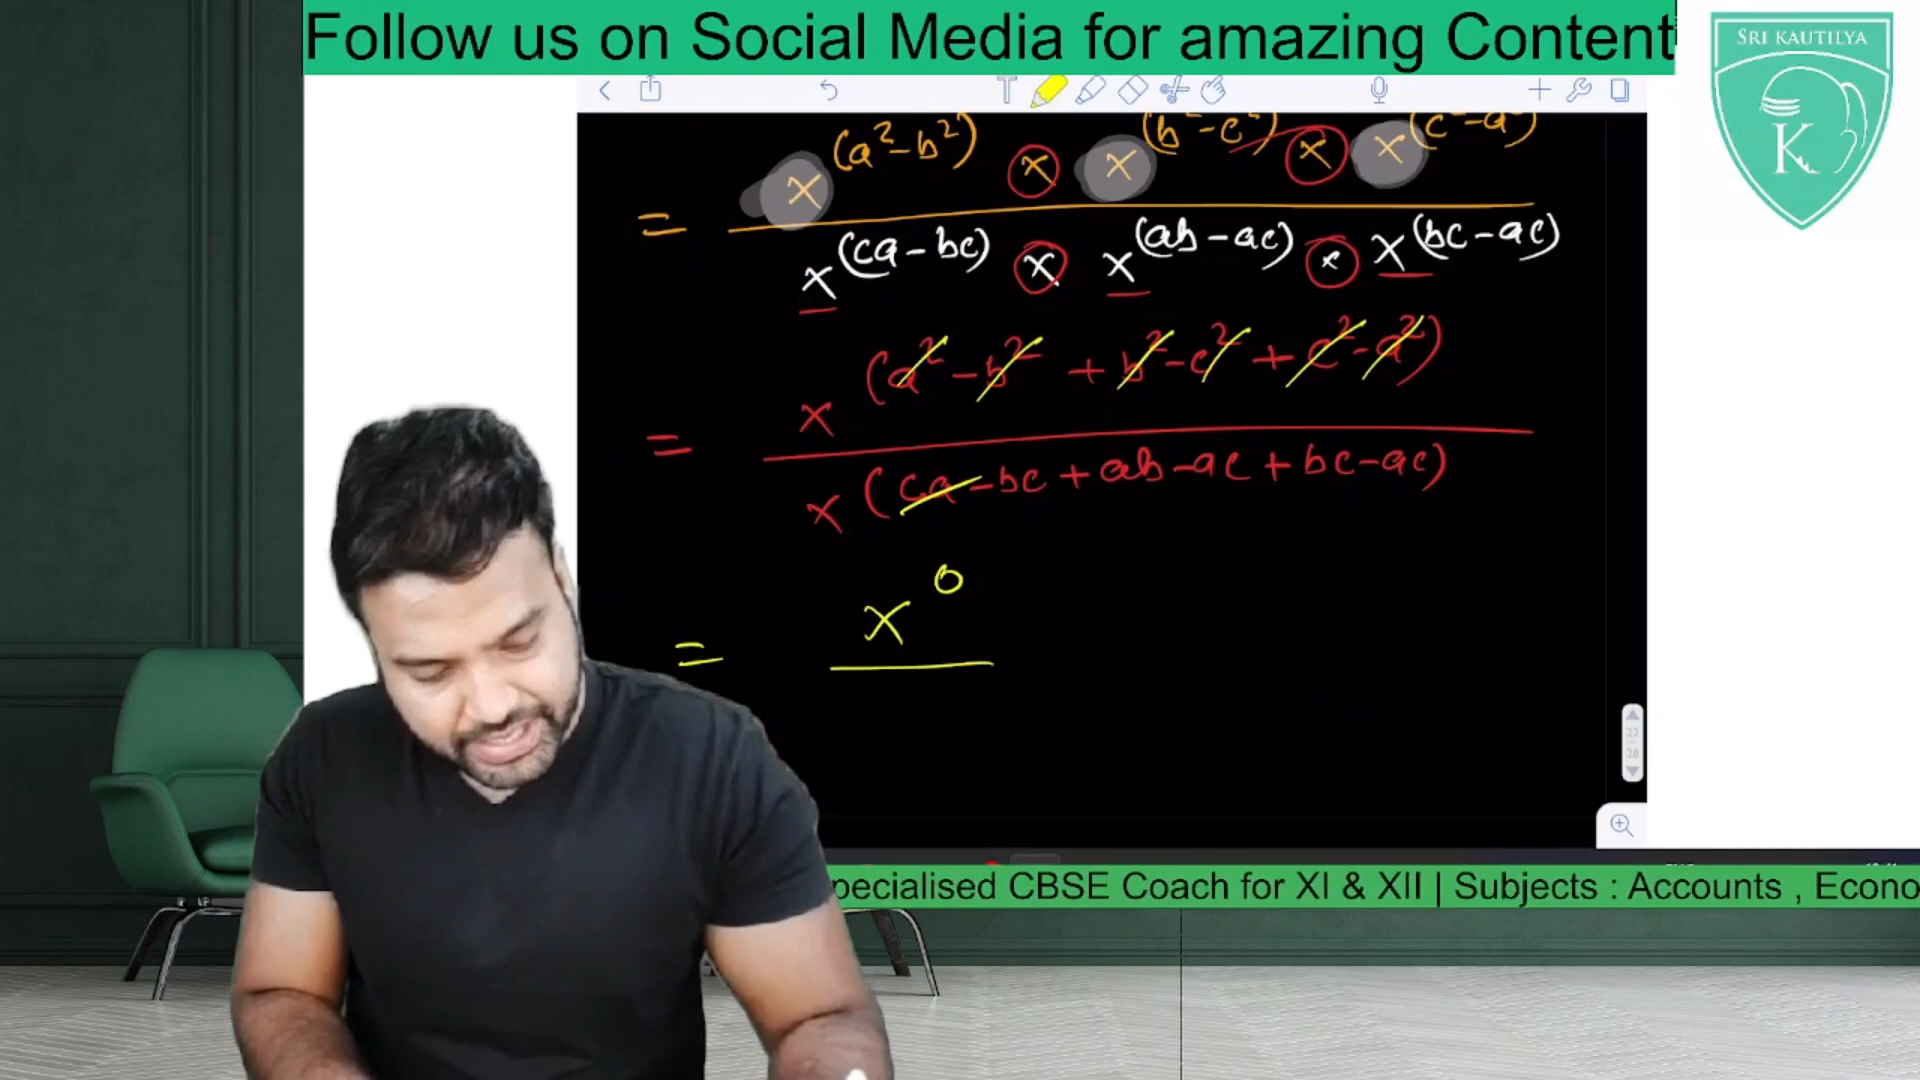 Follow us on Social Media for amazing Content
SRI KAUTILYA
K
T
x^(a²-b²) × x^(b²-c²) × x^(c²-a²)
=
x^(ca-bc) × x^(ab-ac) × x^(bc-ac)
x^(a²-b²+b²-c²+c²-a²)
=
x^(ca-bc+ab-ac+bc-ac)
x^0
=
22
28
pecialised CBSE Coach for XI & XII | Subjects : Accounts , Econo